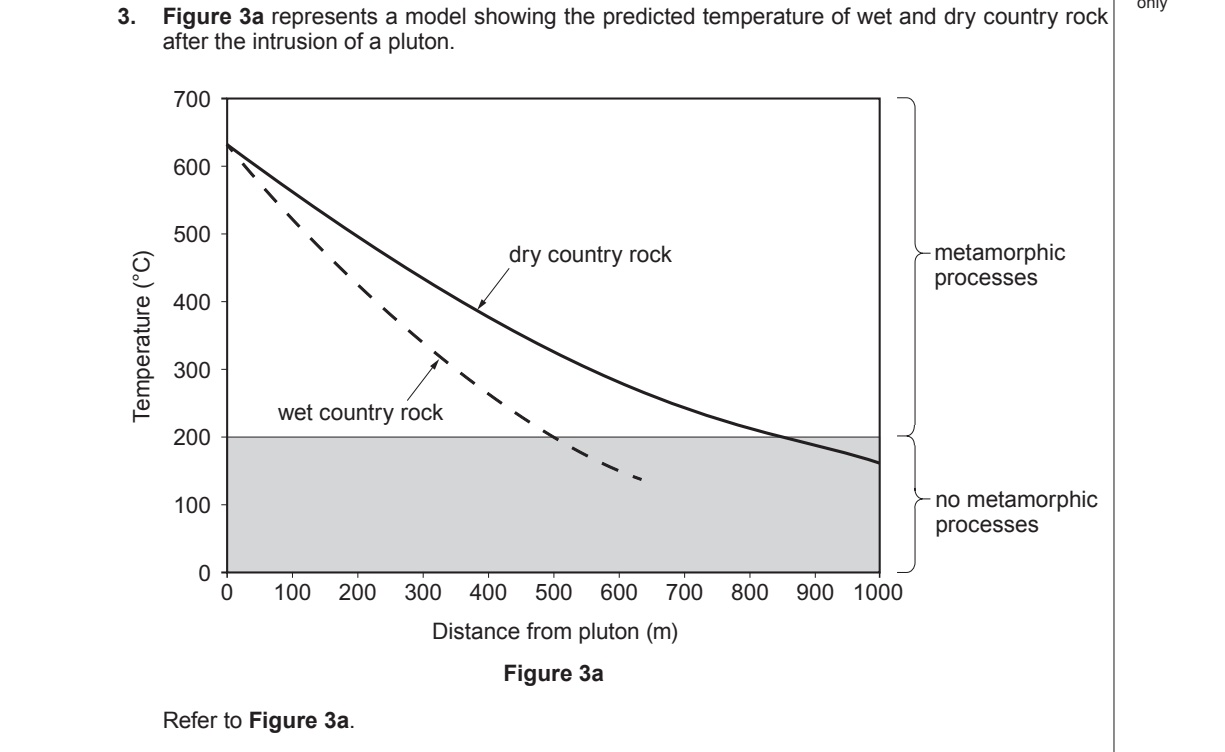 only
3. Figure 3a represents a model showing the predicted temperature of wet and dry country rock
after the intrusion of a pluton.
700
600
500
400
300
200
100
0
Temperature (°C)
dry country rock
wet country rock
metamorphic
processes
no metamorphic
processes
0 100 200 300 400 500 600 700 800 900 1000
Distance from pluton (m)
Figure 3a
Refer to Figure 3a.